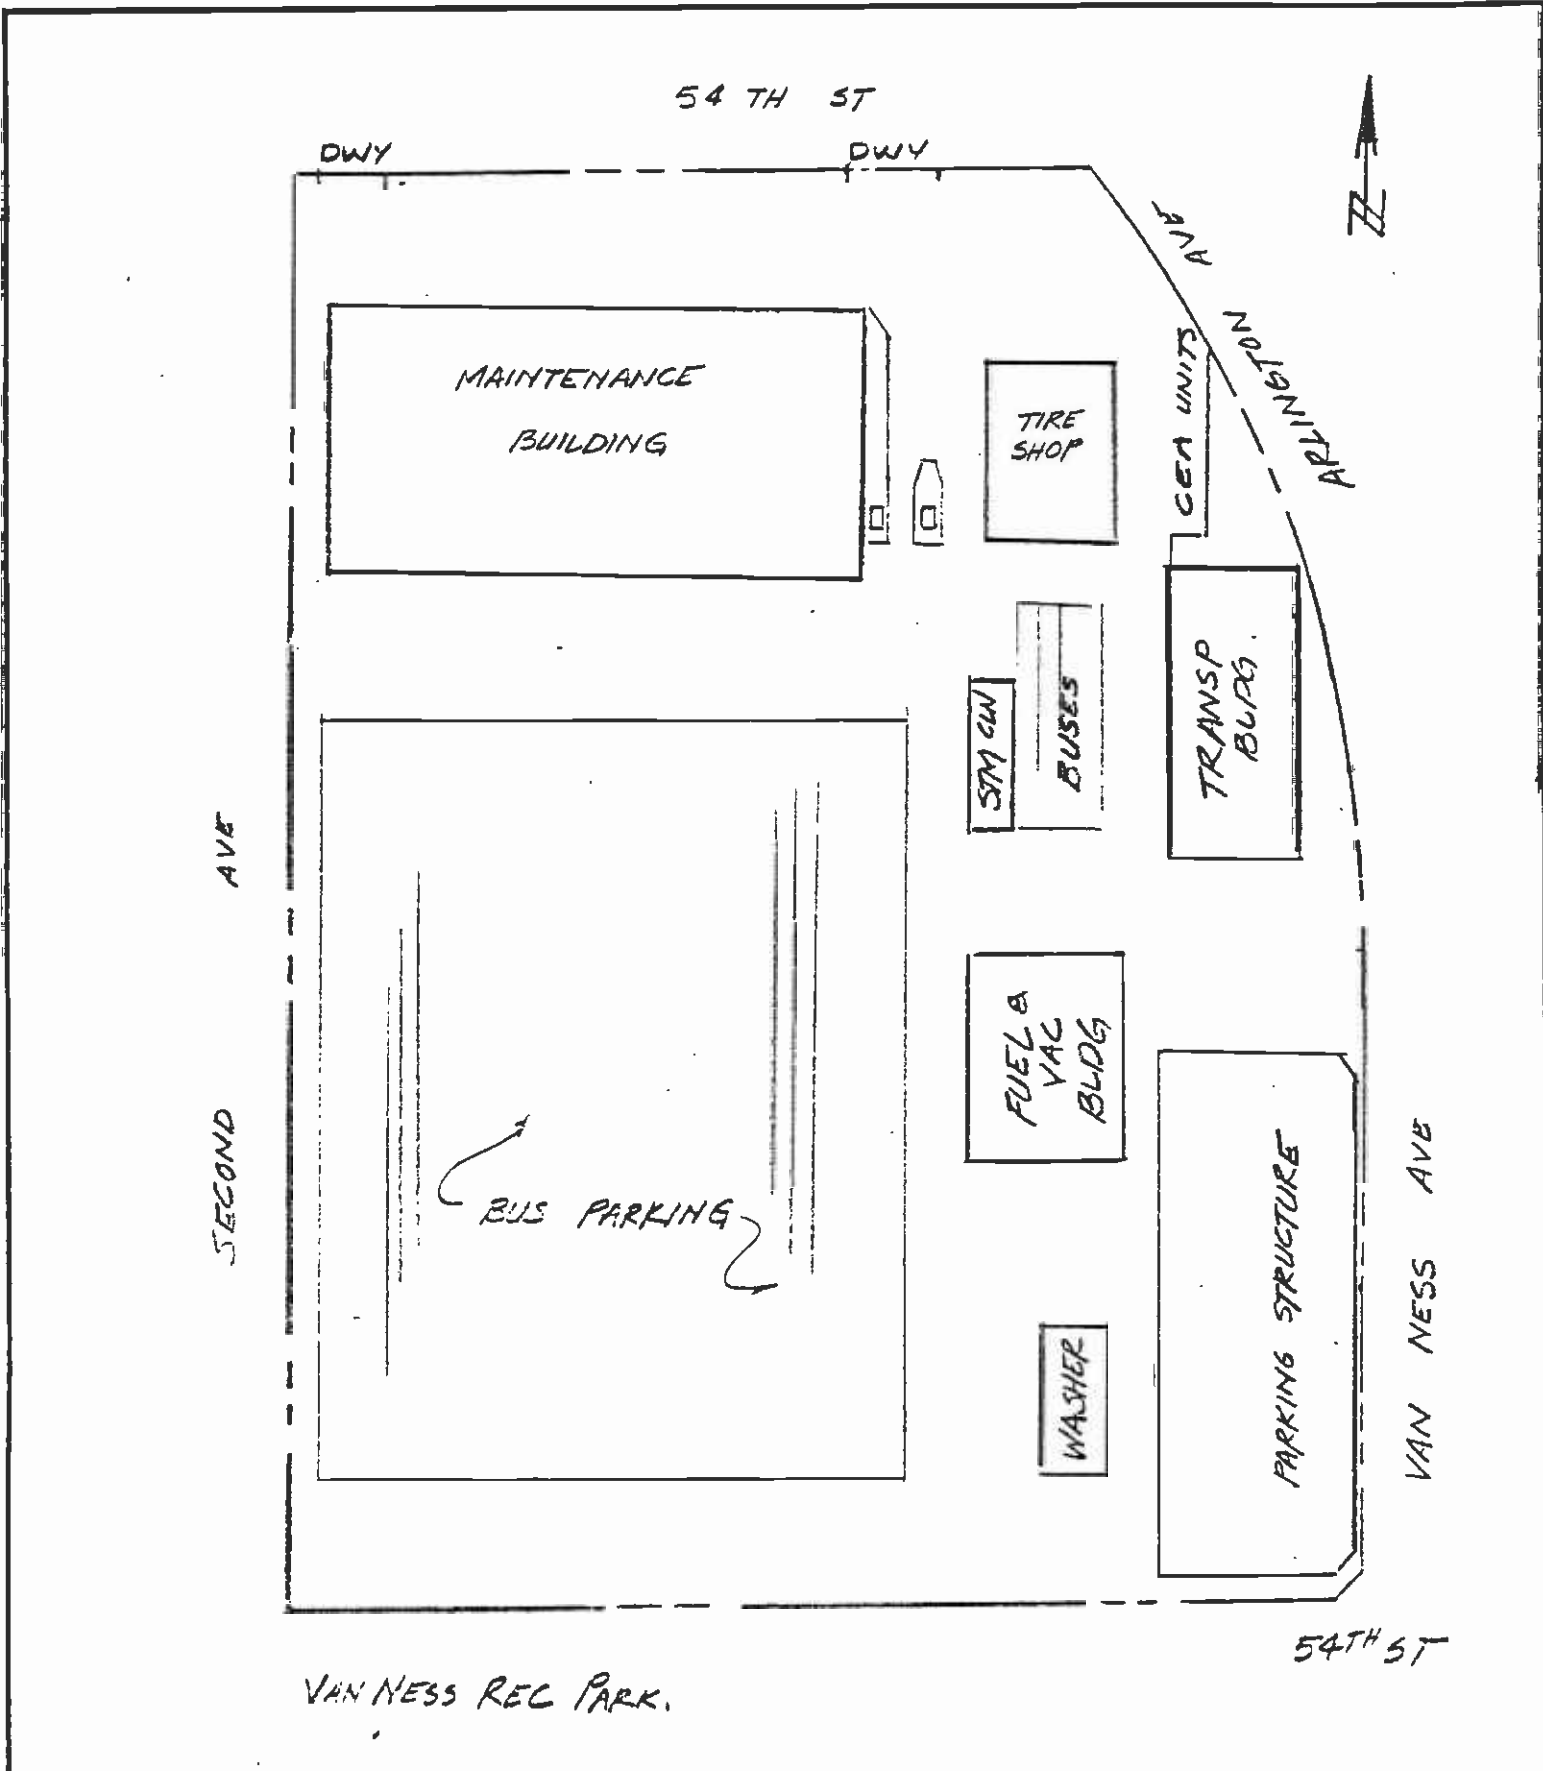 54 TH ST
DWY
DWY
AVE
ARLINGTON
N
MAINTENANCE
BUILDING
TIRE
SHOP
CEM UNITS
STM CLN
BUSES
TRANSP
BLDG.
SECOND AVE
FUEL &
VAC
BLDG
BUS PARKING
WASHER
PARKING STRUCTURE
VAN NESS AVE
54TH ST
VAN NESS REC PARK.